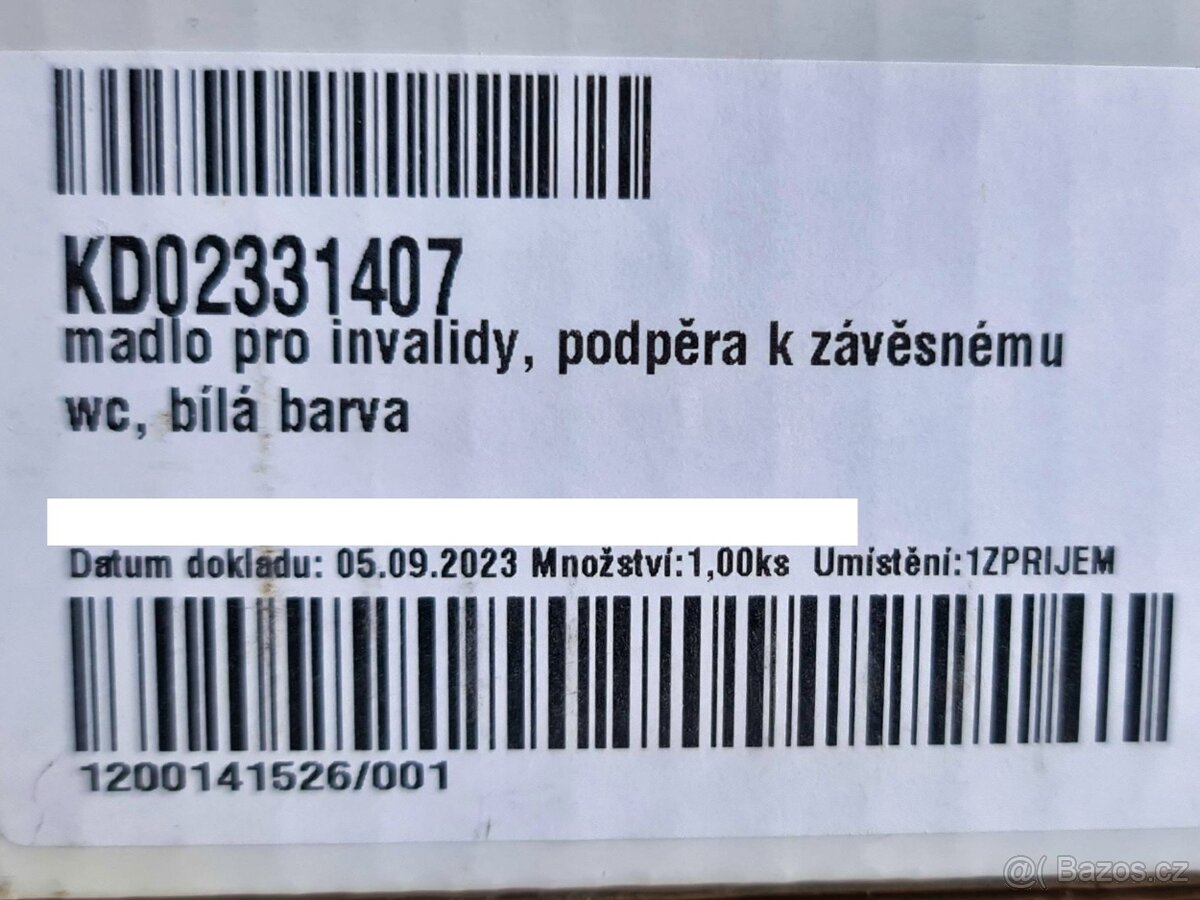 KD02331407
madlo pro invalidy, podpěra k závěsnému
wc, bílá barva
Datum dokladu: 05.09.2023 Množství:1,00ks Umístění:1ZPRIJEM
1200141526/001
@( Bazos.cz